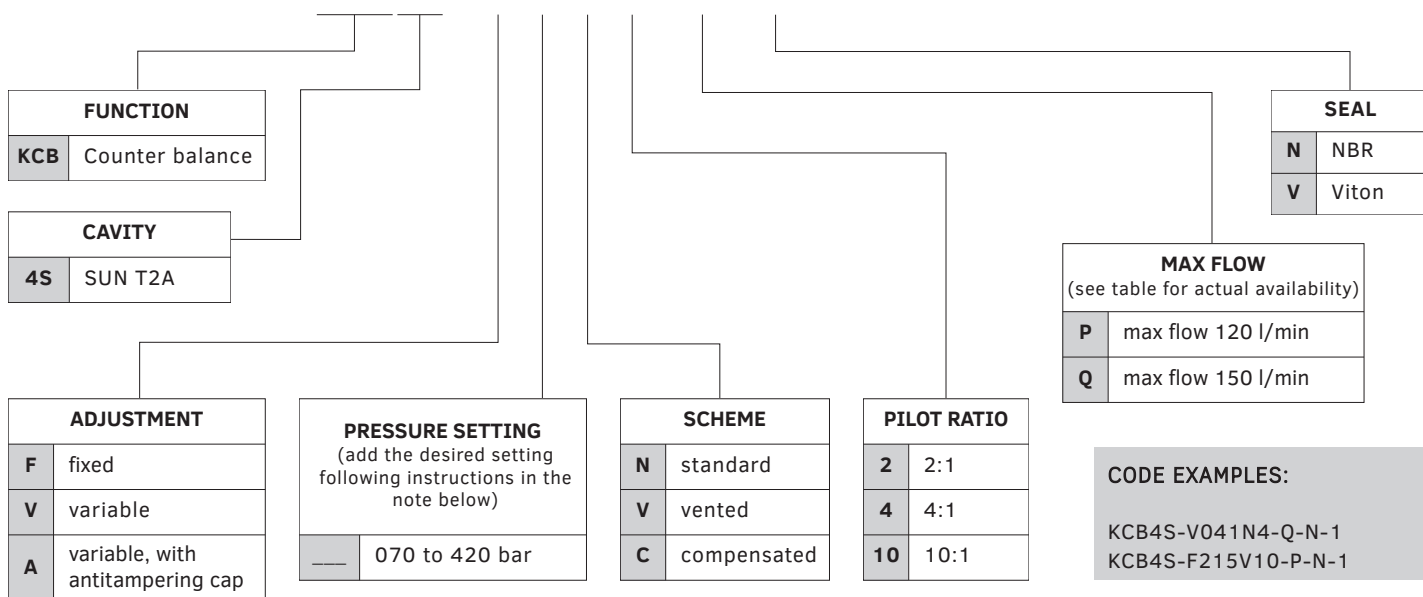 FUNCTION
KCB Counter balance
CAVITY
4S SUN T2A
ADJUSTMENT
F fixed
V variable
A variable, with
antitampering cap
PRESSURE SETTING
(add the desired setting
following instructions in the
note below)
___ 070 to 420 bar
SCHEME
N standard
V vented
C compensated
PILOT RATIO
2 2:1
4 4:1
10 10:1
MAX FLOW
(see table for actual availability)
P max flow 120 l/min
Q max flow 150 l/min
SEAL
N NBR
V Viton
CODE EXAMPLES:
KCB4S-V041N4-Q-N-1
KCB4S-F215V10-P-N-1